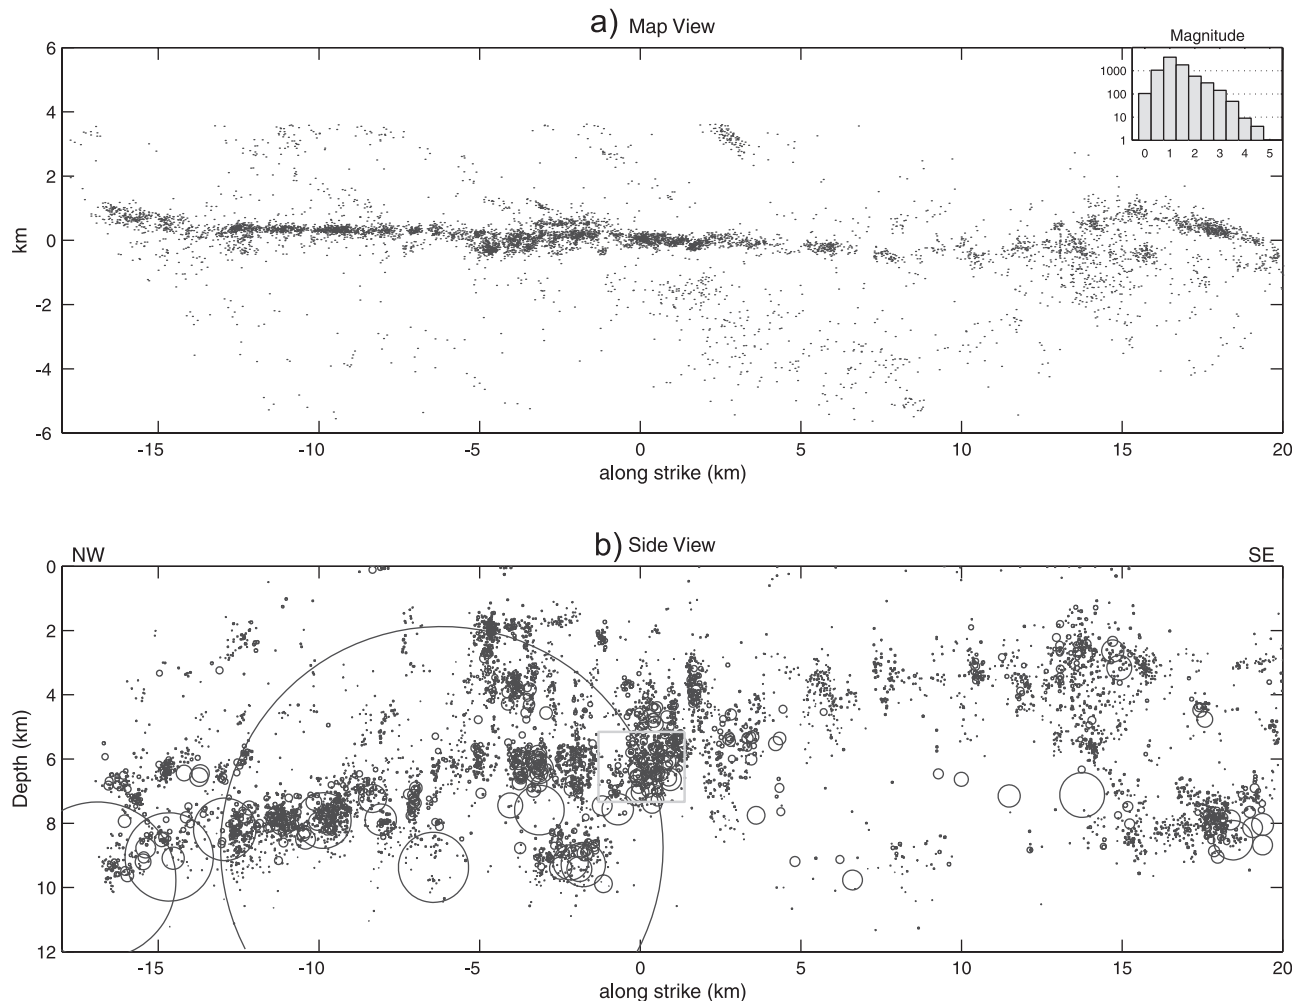 a) Map View
Magnitude
1000
100
10
1
0 1 2 3 4 5
6
4
2
0
-2
-4
-6
km
-15 -10 -5 0 5 10 15 20
along strike (km)
b) Side View
NW SE
0
2
4
6
8
10
12
Depth (km)
-15 -10 -5 0 5 10 15 20
along strike (km)